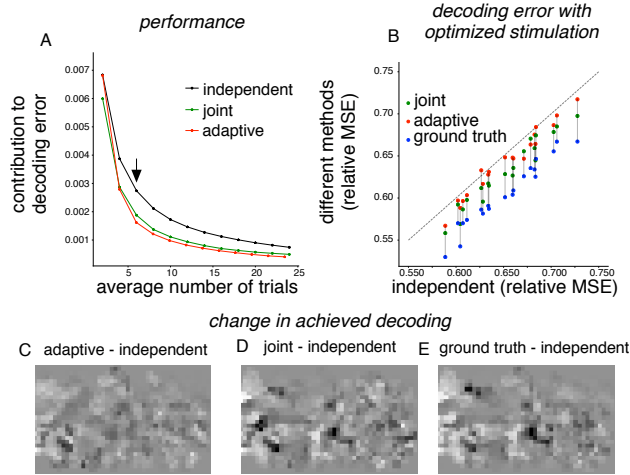 performance
A
contribution to
decoding error
0.007
0.006
0.005
0.004
0.003
0.002
0.001
independent
joint
adaptive
0
5
10
15
20
25
average number of trials
decoding error with
optimized stimulation
B
different methods
(relative MSE)
0.75
0.70
0.65
0.60
0.55
joint
adaptive
ground truth
0.550
0.600
0.650
0.700
0.750
independent (relative MSE)
change in achieved decoding
C adaptive - independent
D joint - independent
E ground truth - independent